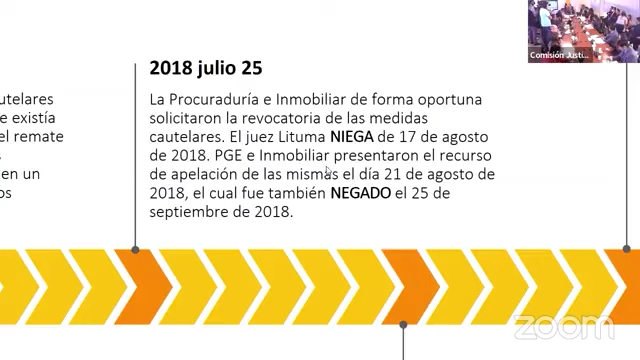 Comisión Justi...
2018 julio 25
utelares
e existía
el remate
en un
os
La Procuraduría e Inmobiliar de forma oportuna
solicitaron la revocatoria de las medidas
cautelares. El juez Lituma NIEGA de 17 de agosto
de 2018. PGE e Inmobiliar presentaron el recurso
de apelación de las mismas el día 21 de agosto de
2018, el cual fue también NEGADO el 25 de
septiembre de 2018.
zoom